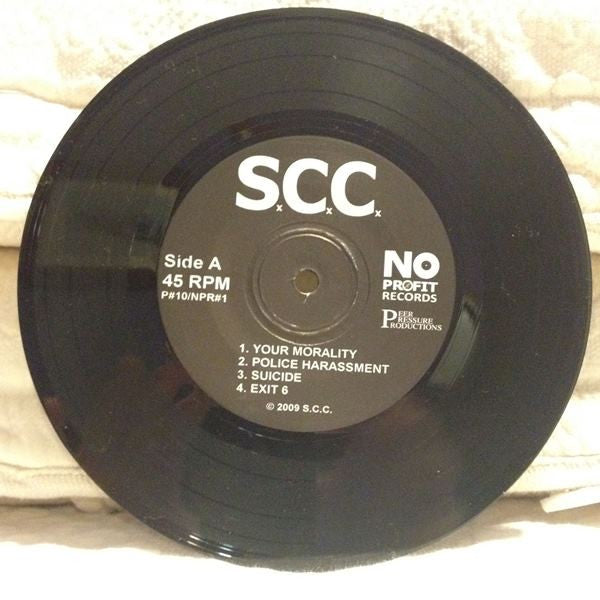 SxCxCx
Side A
45 RPM
P#10/NPR#1
NO
PROFIT
RECORDS
PEER
PRESSURE
PRODUCTIONS
1. YOUR MORALITY
2. POLICE HARASSMENT
3. SUICIDE
4. EXIT 6
© 2009 S.C.C.